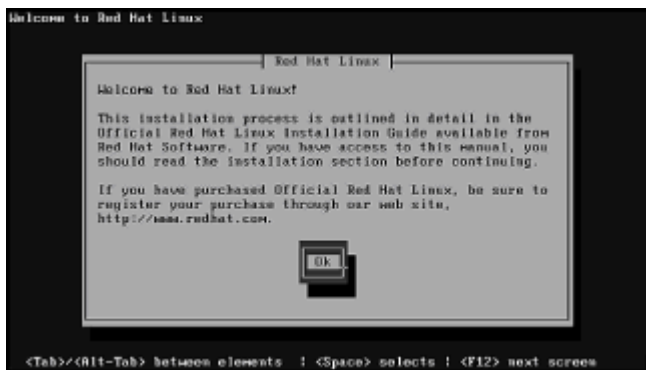 Welcome to Red Hat Linux
Red Hat Linux
Welcome to Red Hat Linux!
This installation process is outlined in detail in the
Official Red Hat Linux Installation Guide available from
Red Hat Software. If you have access to this manual, you
should read the installation section before continuing.
If you have purchased Official Red Hat Linux, be sure to
register your purchase through our web site,
http://www.redhat.com.
Ok
<Tab>/<Alt-Tab> between elements | <Space> selects | <F12> next screen